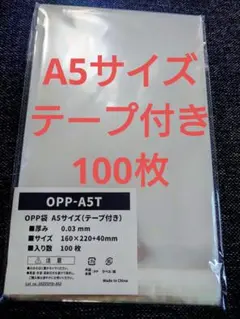 A5サイズ
テープ付き
100枚
OPP-A5T
OPP袋 A5サイズ（テープ付き）
■厚み 0.03 mm
■サイズ 160×220+40mm
■入り数 100 枚
⚠ 注意
Made in China